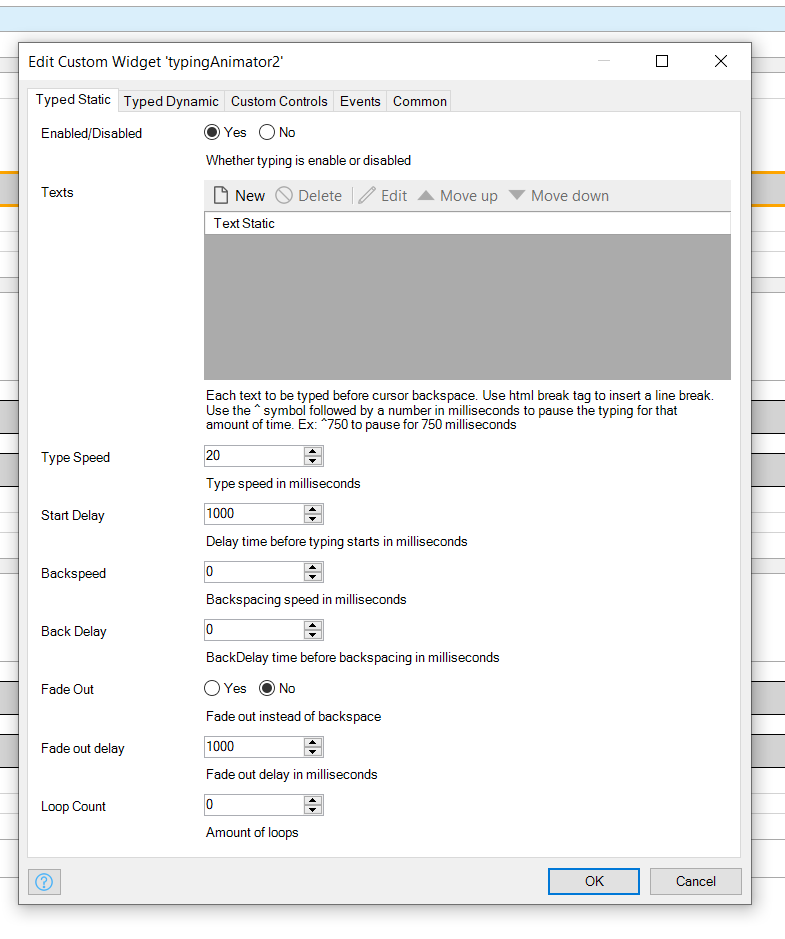 Edit Custom Widget 'typingAnimator2'
Typed Static Typed Dynamic Custom Controls Events Common
Enabled/Disabled Yes No
Whether typing is enable or disabled
Texts New Delete Edit Move up Move down
Text Static
Each text to be typed before cursor backspace. Use html break tag to insert a line break.
Use the ^ symbol followed by a number in milliseconds to pause the typing for that
amount of time. Ex: ^750 to pause for 750 milliseconds
Type Speed 20
Type speed in milliseconds
Start Delay 1000
Delay time before typing starts in milliseconds
Backspeed 0
Backspacing speed in milliseconds
Back Delay 0
BackDelay time before backspacing in milliseconds
Fade Out Yes No
Fade out instead of backspace
Fade out delay 1000
Fade out delay in milliseconds
Loop Count 0
Amount of loops
? OK Cancel